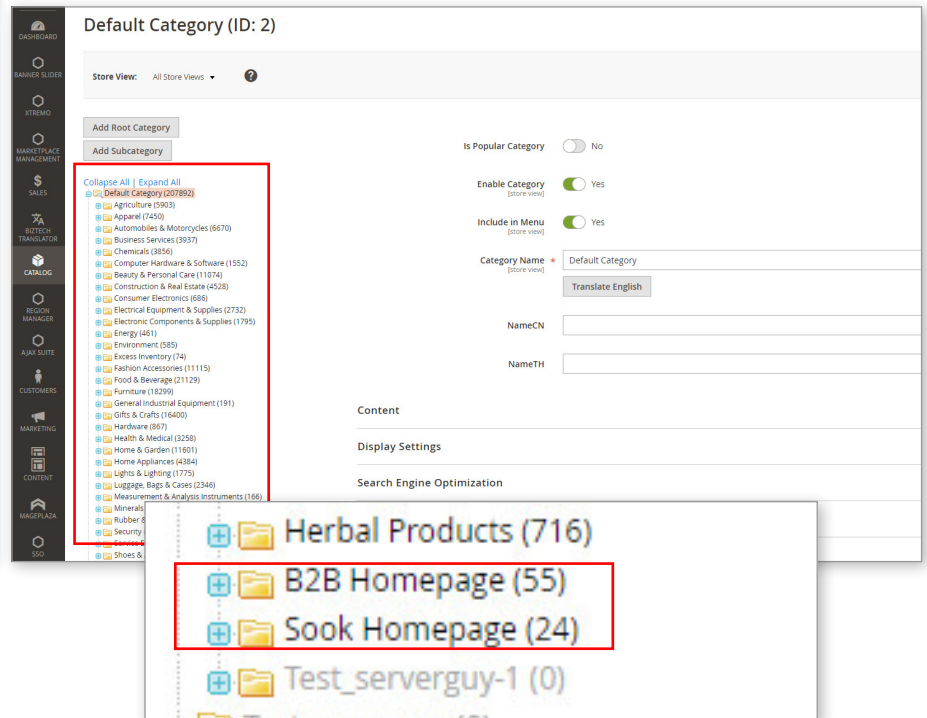 Default Category (ID: 2)
DASHBOARD
BANNER SLIDER
XTREMO
MARKETPLACE
MANAGEMENT
$
SALES
BIZTECH
TRANSLATOR
CATALOG
REGION
MANAGER
AJAX SUITE
CUSTOMERS
MARKETING
CONTENT
MAGEPLAZA
SSO
Store View: All Store Views ?
Add Root Category
Add Subcategory
Collapse All | Expand All
Default Category (207892)
Agriculture (5903)
Apparel (7450)
Automobiles & Motorcycles (6670)
Business Services (3937)
Chemicals (3856)
Computer Hardware & Software (1552)
Beauty & Personal Care (11074)
Construction & Real Estate (4528)
Consumer Electronics (686)
Electrical Equipment & Supplies (2732)
Electronic Components & Supplies (1795)
Energy (461)
Environment (585)
Excess Inventory (74)
Fashion Accessories (11115)
Food & Beverage (21129)
Furniture (18299)
General Industrial Equipment (191)
Gifts & Crafts (16400)
Hardware (867)
Health & Medical (3258)
Home & Garden (11601)
Home Appliances (4384)
Lights & Lighting (1775)
Luggage, Bags & Cases (2346)
Measurement & Analysis Instruments (166)
Minerals
Rubber &
Security
Service
Shoes &
Is Popular Category No
Enable Category Yes
[store view]
Include in Menu Yes
[store view]
Category Name * Default Category
[store view]
Translate English
NameCN
NameTH
Content
Display Settings
Search Engine Optimization
Herbal Products (716)
B2B Homepage (55)
Sook Homepage (24)
Test_serverguy-1 (0)